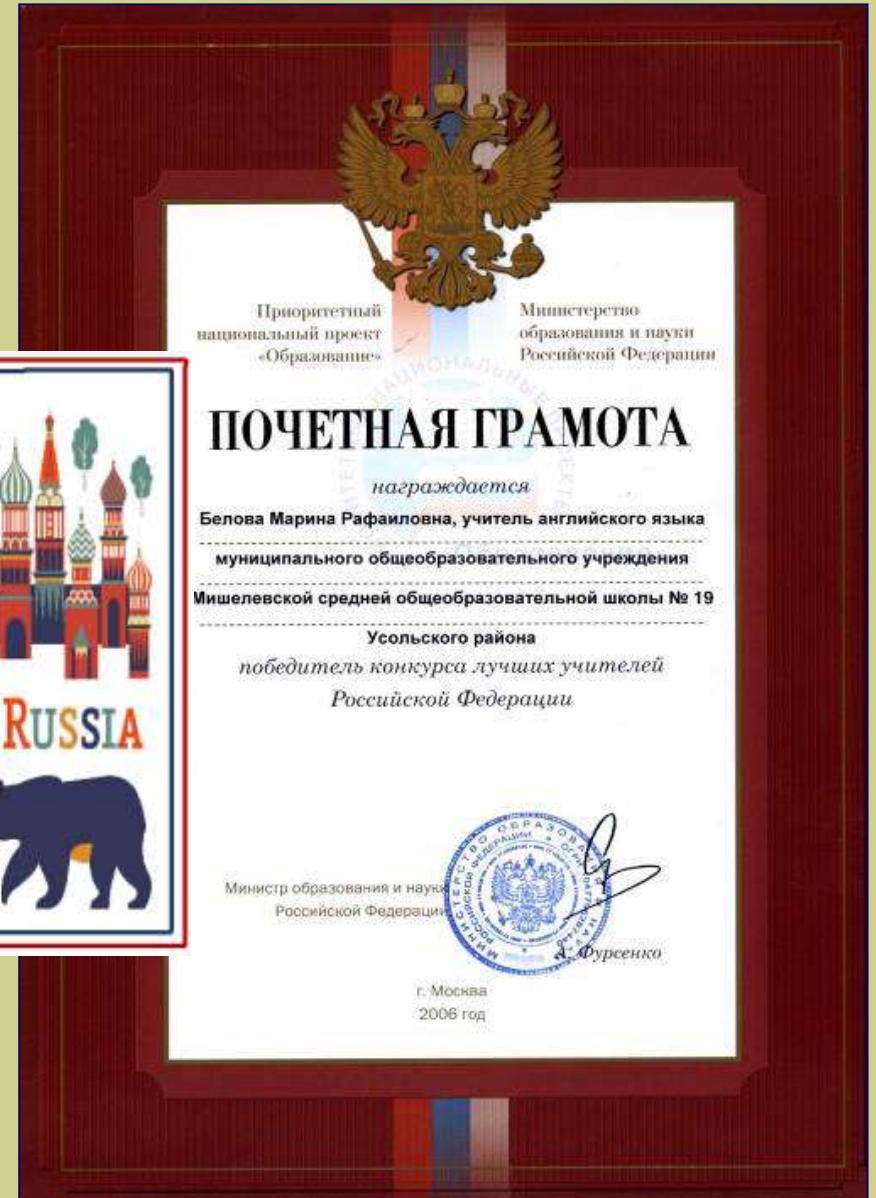 Приоритетный
национальный проект
«Образование»
Министерство
образования и науки
Российской Федерации
ПОЧЕТНАЯ ГРАМОТА
награждается
Белова Марина Рафаиловна, учитель английского языка
муниципального общеобразовательного учреждения
Мишелевской средней общеобразовательной школы № 19
Усольского района
победитель конкурса лучших учителей
Российской Федерации
RUSSIA
Министр образования и науки
Российской Федерации
А. Фурсенко
г. Москва
2006 год